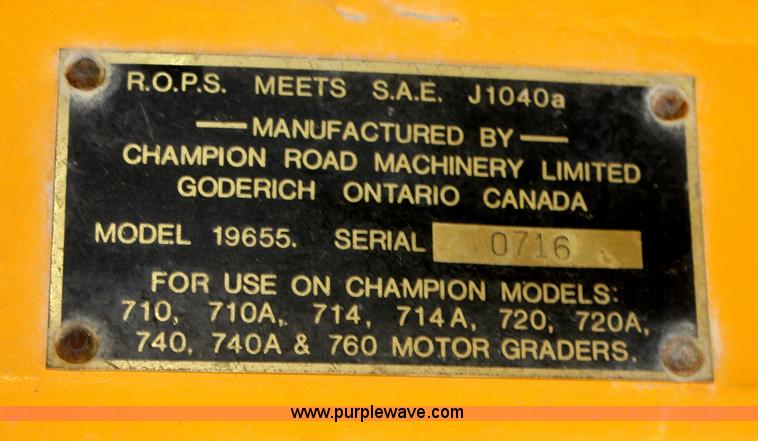 R.O.P.S. MEETS S.A.E. J1040a
— MANUFACTURED BY —
CHAMPION ROAD MACHINERY LIMITED
GODERICH ONTARIO CANADA
MODEL 19655. SERIAL 0716
FOR USE ON CHAMPION MODELS:
710, 710A, 714, 714A, 720, 720A,
740, 740A & 760 MOTOR GRADERS.
www.purplewave.com